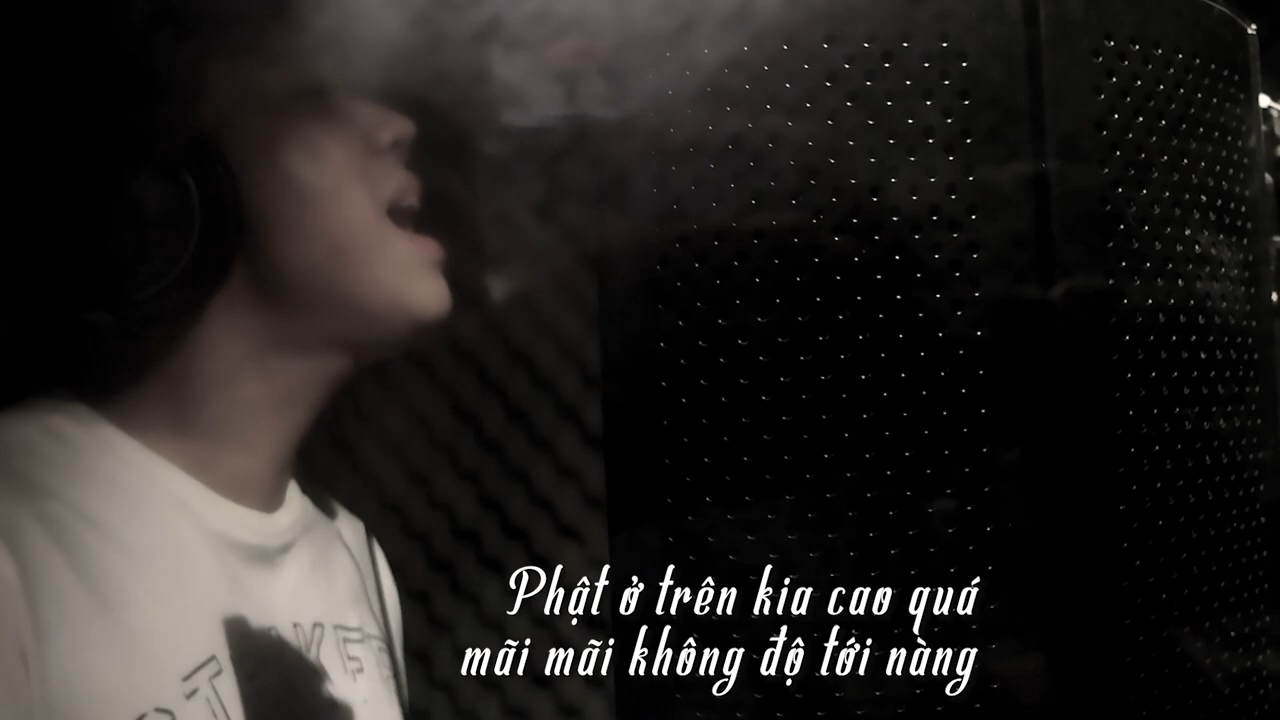 Phật ở trên kia cao quá
mãi mãi không độ tới nàng